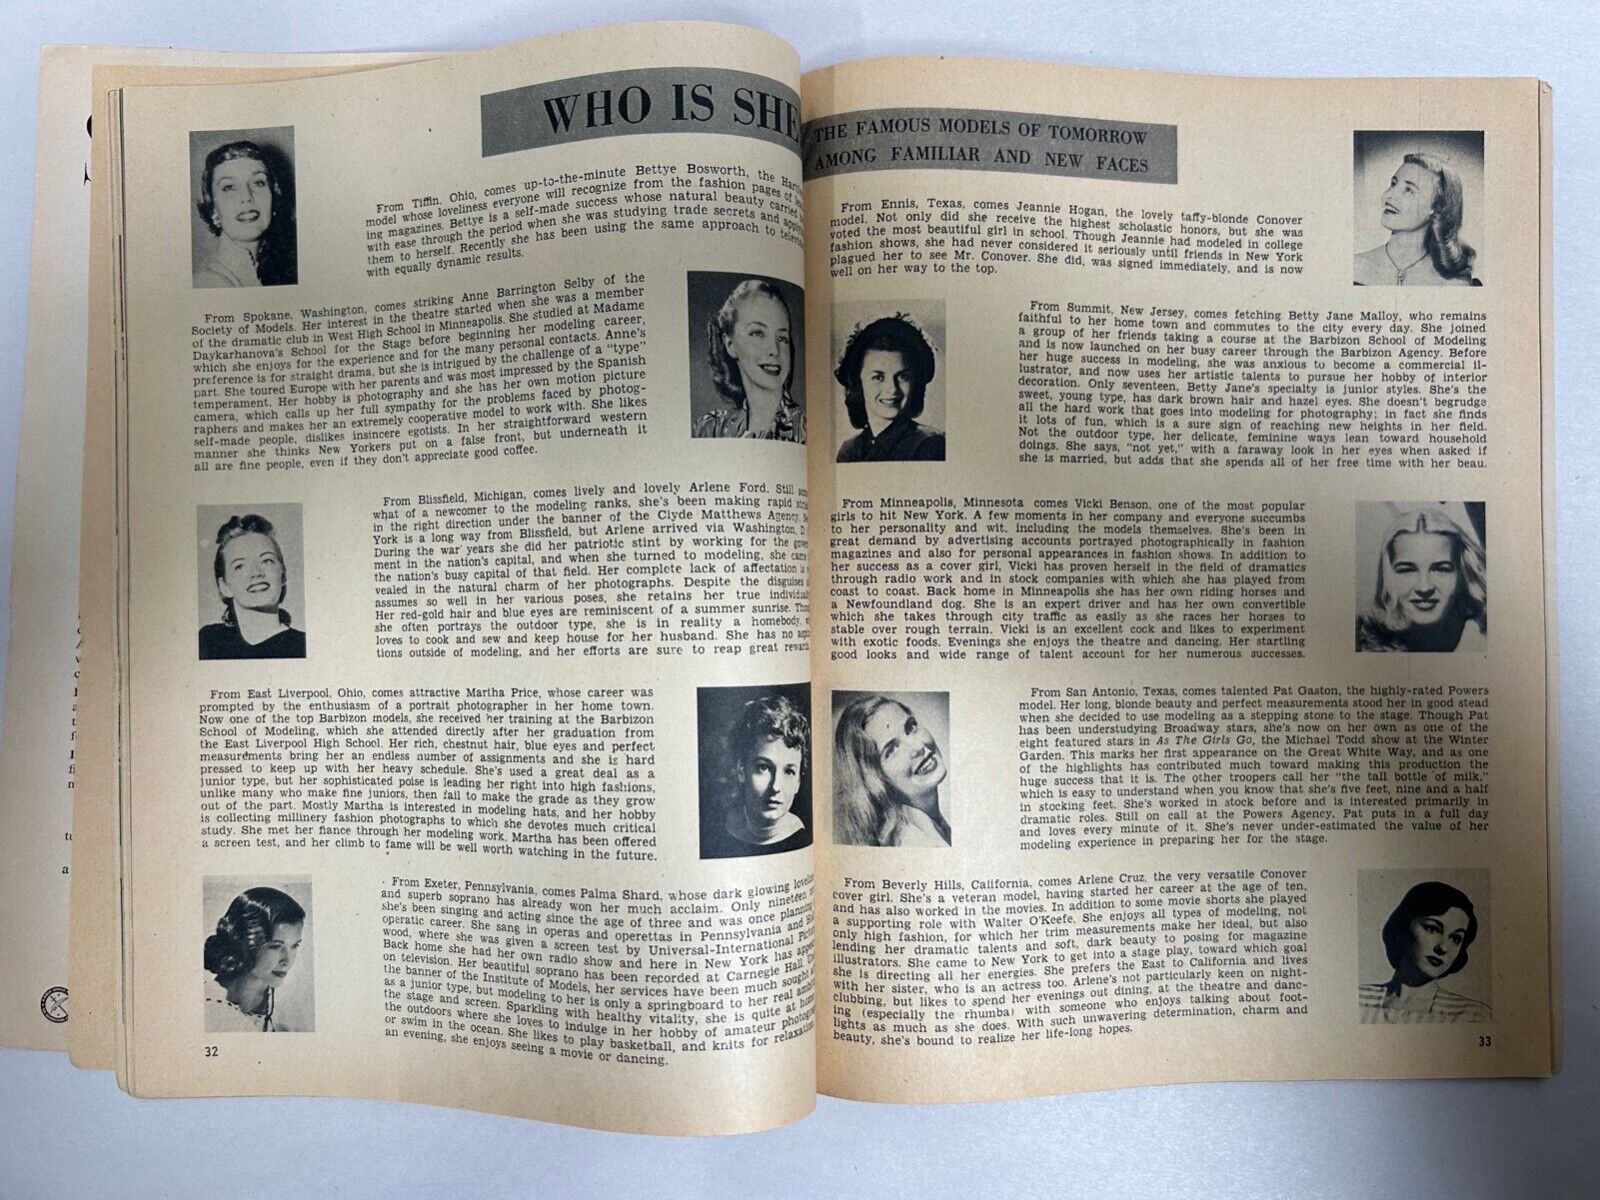 WHO IS SHE
THE FAMOUS MODELS OF TOMORROW
AMONG FAMILIAR AND NEW FACES
From Tiffin, Ohio, comes up-to-the-minute Bettye Bosworth, the
model whose loveliness everyone will recognize from the fashion pages of
ing magazines. Bettye is a self-made success whose natural beauty carried
with ease through the period when she was studying trade secrets and
them to herself. Recently she has been using the same approach to
with equally dynamic results.
From Spokane, Washington, comes striking Anne Barrington Selby of the
Society of Models. Her interest in the theatre started when she was a member
of the dramatic club in West High School in Minneapolis. She studied at Madame
Daykarhanova's School for the Stage before beginning her modeling career,
which she enjoys for the experience and for the many personal contacts. Anne's
preference is for straight drama, but she is intrigued by the challenge of a "type"
part. She toured Europe with her parents and was most impressed by the Spanish
temperament. Her hobby is photography and she has her own motion picture
camera, which calls up her full sympathy for the problems faced by photog-
raphers and makes her an extremely cooperative model to work with. She likes
self-made people, dislikes insincere egotists. In her straightforward western
manner she thinks New Yorkers put on a false front, but underneath it
all are fine people, even if they don't appreciate good coffee.
From Blissfield, Michigan, comes lively and lovely Arlene Ford. Still
what of a newcomer to the modeling ranks, she's been making rapid
in the right direction under the banner of the Clyde Matthews Agency.
York is a long way from Blissfield, but Arlene arrived via Washington, D.
During the war years she did her patriotic stint by working for the
ment in the nation's capital, and when she turned to modeling, she came
the nation's busy capital of that field. Her complete lack of affectation is
vealed in the natural charm of her photographs. Despite the disguises
assumes so well in her various poses, she retains her true
Her red-gold hair and blue eyes are reminiscent of a summer sunrise.
she often portrays the outdoor type, she is in reality a homebody,
loves to cook and sew and keep house for her husband. She has no
tions outside of modeling, and her efforts are sure to reap great
From East Liverpool, Ohio, comes attractive Martha Price, whose career was
prompted by the enthusiasm of a portrait photographer in her home town.
Now one of the top Barbizon models, she received her training at the Barbizon
School of Modeling, which she attended directly after her graduation from
the East Liverpool High School. Her rich, chestnut hair, blue eyes and perfect
measurements bring her an endless number of assignments and she is hard
pressed to keep up with her heavy schedule. She's used a great deal as a
junior type, but her sophisticated poise is leading her right into high fashions,
unlike many who make fine juniors, then fail to make the grade as they grow
out of the part. Mostly Martha is interested in modeling hats, and her hobby
is collecting millinery fashion photographs to which she devotes much critical
study. She met her fiance through her modeling work. Martha has been offered
a screen test, and her climb to fame will be well worth watching in the future.
From Exeter, Pennsylvania, comes Palma Shard, whose dark glowing
and superb soprano has already won her much acclaim. Only nineteen,
she's been singing and acting since the age of three and was once planning
operatic career. She sang in operas and operettas in Pennsylvania and
wood, where she was given a screen test by Universal-International
Back home she had her own radio show and here in New York has
on television. Her beautiful soprano has been recorded at Carnegie Hall.
the banner of the Institute of Models, her services have been much sought
as a junior type, but modeling to her is only a springboard to her real
the stage and screen. Sparkling with healthy vitality, she is quite at
the outdoors where she loves to indulge in her hobby of amateur
or swim in the ocean. She likes to play basketball, and knits for relaxation.
an evening, she enjoys seeing a movie or dancing.
32
From Ennis, Texas, comes Jeannie Hogan, the lovely taffy-blonde Conover
model. Not only did she receive the highest scholastic honors, but she was
voted the most beautiful girl in school. Though Jeannie had modeled in college
fashion shows, she had never considered it seriously until friends in New York
plagued her to see Mr. Conover. She did, was signed immediately, and is now
well on her way to the top.
From Summit, New Jersey, comes fetching Betty Jane Malloy, who remains
faithful to her home town and commutes to the city every day. She joined
a group of her friends taking a course at the Barbizon School of Modeling
and is now launched on her busy career through the Barbizon Agency. Before
her huge success in modeling, she was anxious to become a commercial il-
lustrator, and now uses her artistic talents to pursue her hobby of interior
decoration. Only seventeen, Betty Jane's specialty is junior styles. She's the
sweet, young type, has dark brown hair and hazel eyes. She doesn't begrudge
all the hard work that goes into modeling for photography; in fact she finds
it lots of fun, which is a sure sign of reaching new heights in her field.
Not the outdoor type, her delicate, feminine ways lean toward household
doings. She says, "not yet," with a faraway look in her eyes when asked if
she is married, but adds that she spends all of her free time with her beau.
From Minneapolis, Minnesota comes Vicki Benson, one of the most popular
girls to hit New York. A few moments in her company and everyone succumbs
to her personality and wit, including the models themselves. She's been in
great demand by advertising accounts portrayed photographically in fashion
magazines and also for personal appearances in fashion shows. In addition to
her success as a cover girl, Vicki has proven herself in the field of dramatics
through radio work and in stock companies with which she has played from
coast to coast. Back home in Minneapolis she has her own riding horses and
a Newfoundland dog. She is an expert driver and has her own convertible
which she takes through city traffic as easily as she races her horses to
stable over rough terrain. Vicki is an excellent cock and likes to experiment
with exotic foods. Evenings she enjoys the theatre and dancing. Her startling
good looks and wide range of talent account for her numerous successes.
From San Antonio, Texas, comes talented Pat Gaston, the highly-rated Powers
model. Her long, blonde beauty and perfect measurements stood her in good stead
when she decided to use modeling as a stepping stone to the stage. Though Pat
has been understudying Broadway stars, she's now on her own as one of the
eight featured stars in As The Girls Go, the Michael Todd show at the Winter
Garden. This marks her first appearance on the Great White Way, and as one
of the highlights has contributed much toward making this production the
huge success that it is. The other troopers call her "the tall bottle of milk,"
which is easy to understand when you know that she's five feet, nine and a half
in stocking feet. She's worked in stock before and is interested primarily in
dramatic roles. Still on call at the Powers Agency, Pat puts in a full day
and loves every minute of it. She's never under-estimated the value of her
modeling experience in preparing her for the stage.
From Beverly Hills, California, comes Arlene Cruz, the very versatile Conover
cover girl. She's a veteran model, having started her career at the age of ten,
and has also worked in the movies. In addition to some movie shorts she played
a supporting role with Walter O'Keefe. She enjoys all types of modeling, not
only high fashion, for which her trim measurements make her ideal, but also
lending her dramatic talents and soft, dark beauty to posing for magazine
illustrators. She came to New York to get into a stage play, toward which goal
she is directing all her energies. She prefers the East to California and lives
with her sister, who is an actress too. Arlene's not particularly keen on night-
clubbing, but likes to spend her evenings out dining, at the theatre and danc-
ing (especially the rhumba) with someone who enjoys talking about foot-
lights as much as she does. With such unwavering determination, charm and
beauty, she's bound to realize her life-long hopes.
33